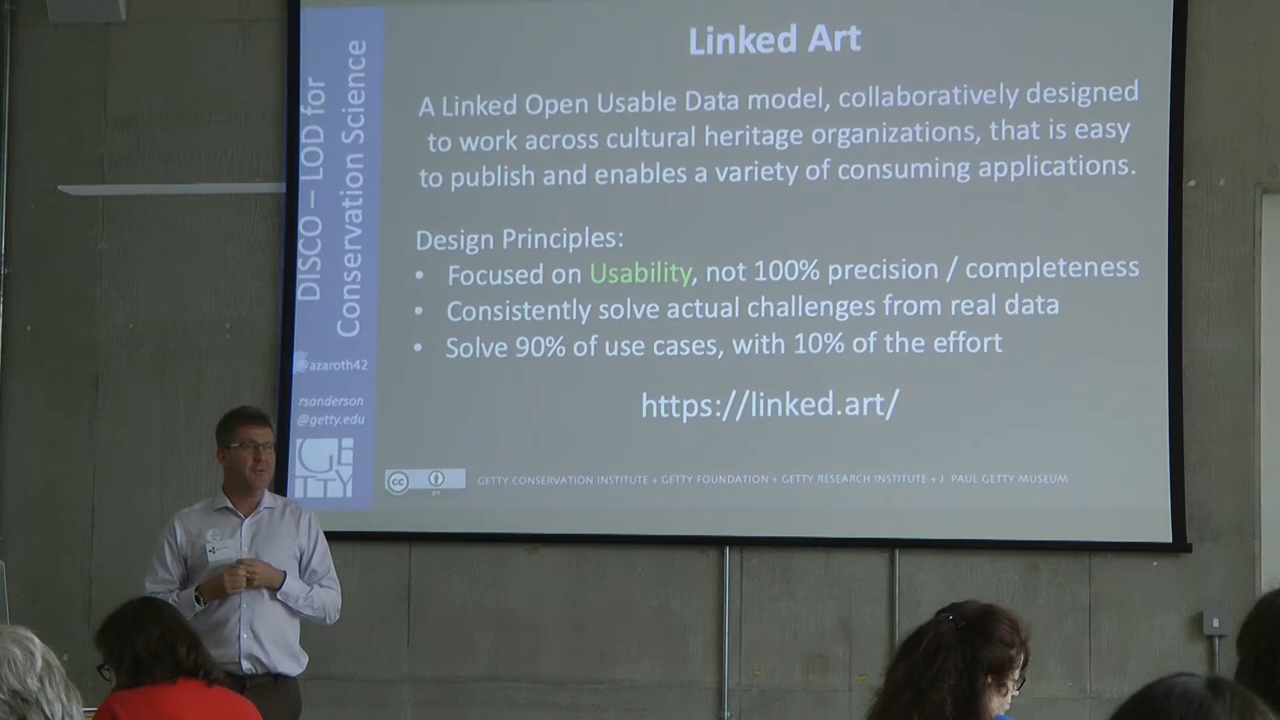 Linked Art
A Linked Open Usable Data model, collaboratively designed
to work across cultural heritage organizations, that is easy
to publish and enables a variety of consuming applications.
Design Principles:
• Focused on Usability, not 100% precision / completeness
• Consistently solve actual challenges from real data
• Solve 90% of use cases, with 10% of the effort
https://linked.art/
DISCO – LOD for
Conservation Science
@azaroth42
rsanderson
@getty.edu
GETTY
cc
BY
GETTY CONSERVATION INSTITUTE + GETTY FOUNDATION + GETTY RESEARCH INSTITUTE + J. PAUL GETTY MUSEUM